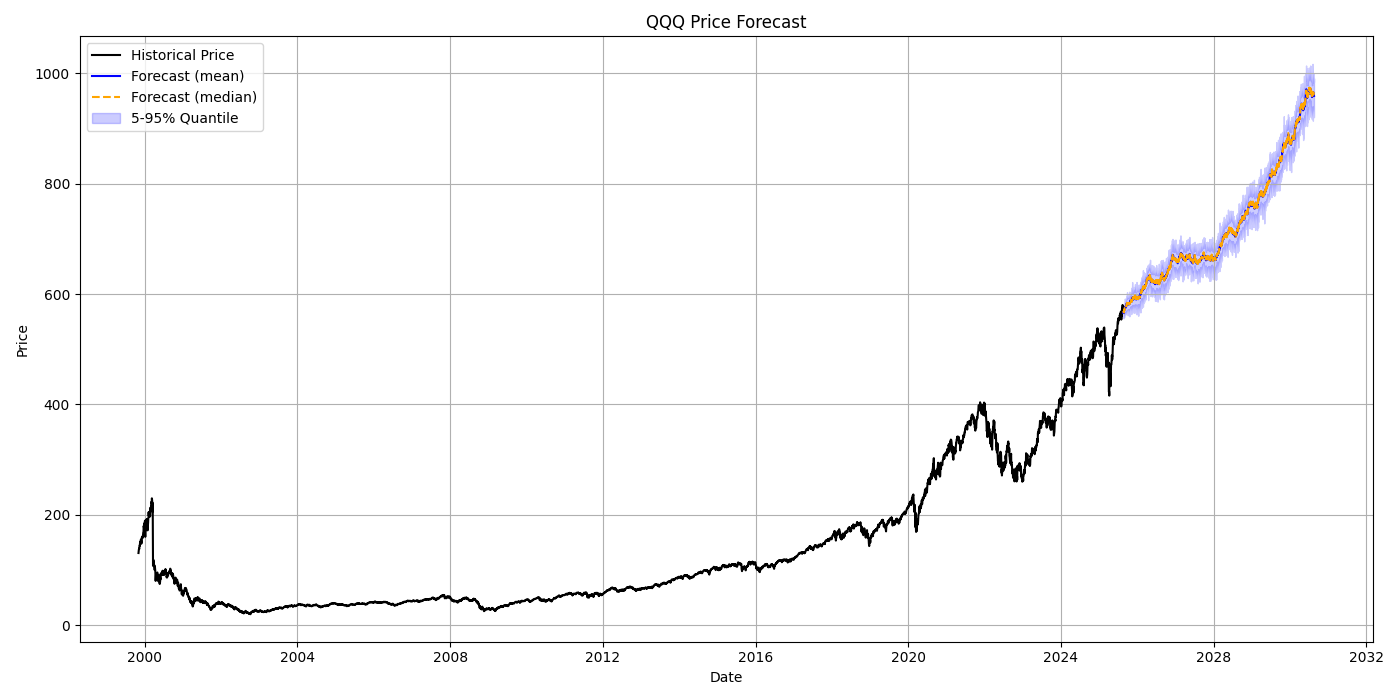 QQQ Price Forecast
Historical Price
Forecast (mean)
Forecast (median)
5-95% Quantile
1000
800
600
400
200
0
Price
2000 2004 2008 2012 2016 2020 2024 2028 2032
Date